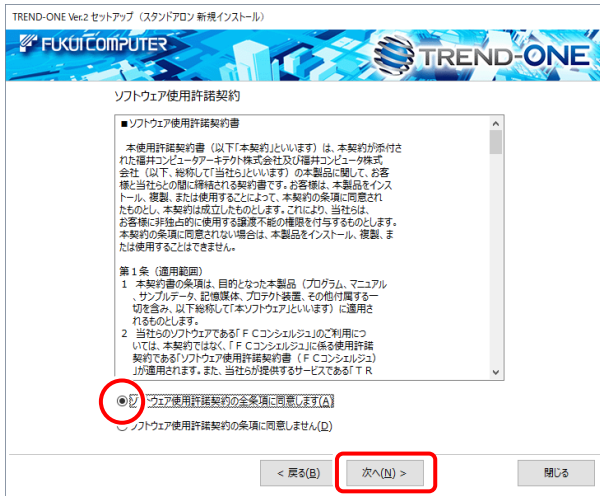 TREND-ONE Ver.2 セットアップ（スタンドアロン 新規インストール）
FUKUI COMPUTER
TREND-ONE
ソフトウェア使用許諾契約
■ソフトウェア使用許諾契約書
本使用許諾契約書（以下「本契約」といいます）は、本契約が添付さ
れた福井コンピュータアーキテクト株式会社及び福井コンピュータ株式
会社（以下、総称して「当社ら」といいます）の本製品に関して、お客
様と当社らとの間に締結される契約書です。お客様は、本製品をインス
トール、複製、または使用することによって、本契約の条項に同意され
たものとし、本契約は成立したものとします。これにより、当社らは、
お客様に非独占的に使用する譲渡不能の権限を付与するものとします。
本契約の条項に同意されない場合は、本製品をインストール、複製、ま
たは使用することはできません。
第１条（適用範囲）
1 本契約書の条項は、目的となった本製品（プログラム、マニュアル
、サンプルデータ、記憶媒体、プロテクト装置、その他付属する一
切を含み、以下総称して「本ソフトウェア」といいます）に適用さ
れるものとします。
2 当社らのソフトウェアである「ＦＣコンシェルジュ」のご利用につ
いては、本契約ではなく、「ＦＣコンシェルジュ」に係る使用許諾
契約である「ソフトウェア使用許諾契約書（ＦＣコンシェルジュ）
」が適用されます。また、当社らが提供するサービスである「ＴＲ
ソフトウェア使用許諾契約の全条項に同意します(A)
ソフトウェア使用許諾契約の条項に同意しません(D)
< 戻る(B)
次へ(N) >
閉じる